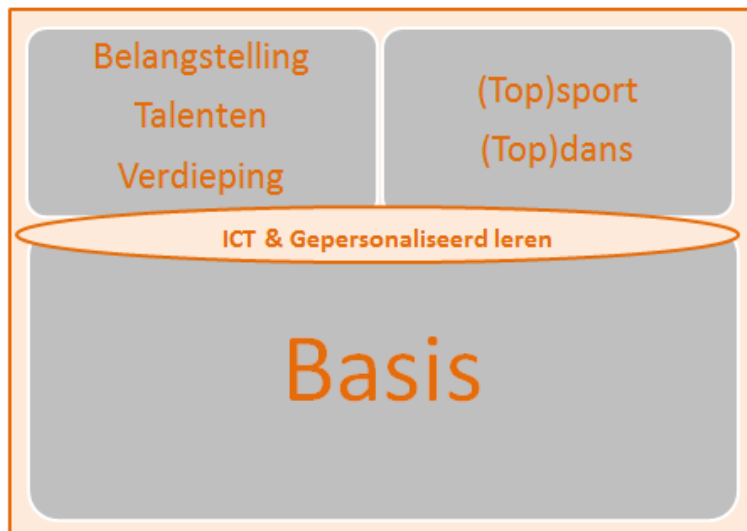 Belangstelling
Talenten
Verdieping
(Top)sport
(Top)dans
ICT & Gepersonaliseerd leren
Basis